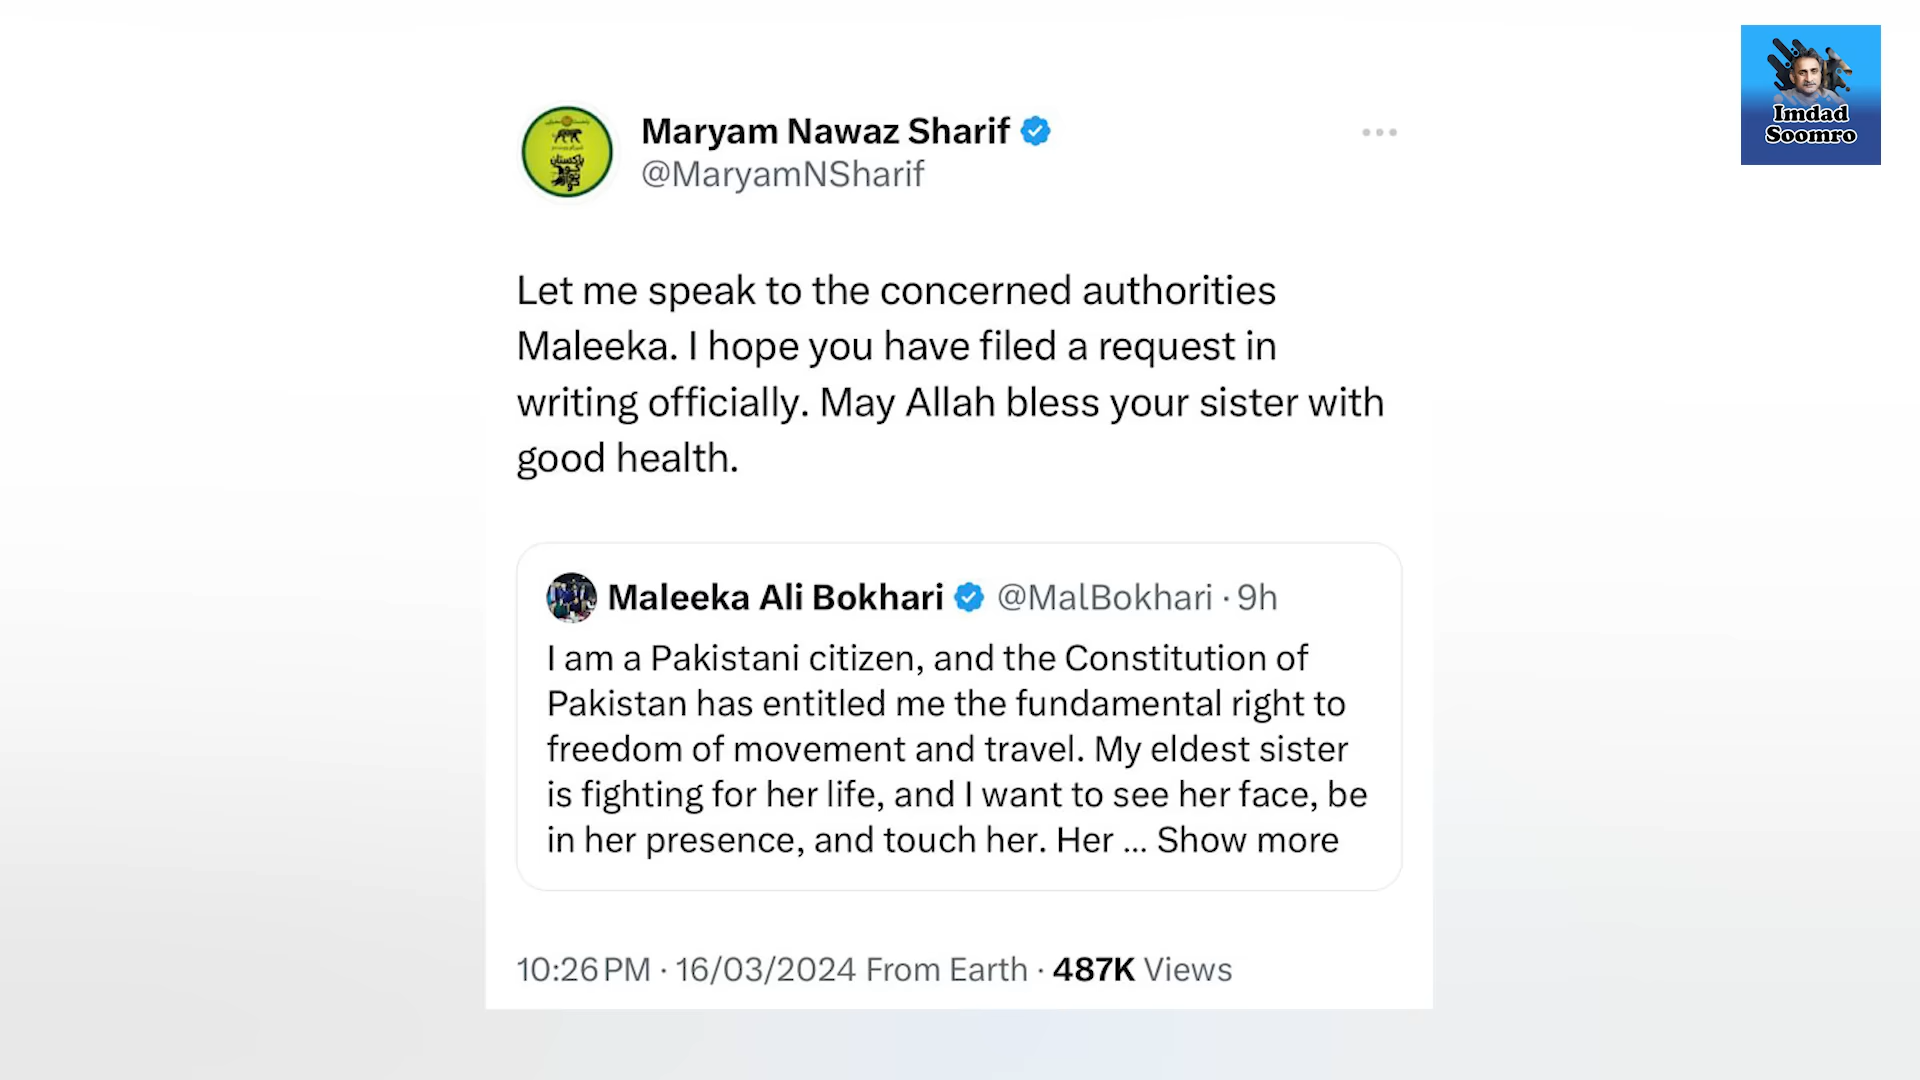 Imdad
Soomro
Maryam Nawaz Sharif
@MaryamNSharif
Let me speak to the concerned authorities
Maleeka. I hope you have filed a request in
writing officially. May Allah bless your sister with
good health.
Maleeka Ali Bokhari @MalBokhari · 9h
I am a Pakistani citizen, and the Constitution of
Pakistan has entitled me the fundamental right to
freedom of movement and travel. My eldest sister
is fighting for her life, and I want to see her face, be
in her presence, and touch her. Her ... Show more
10:26 PM · 16/03/2024 From Earth · 487K Views